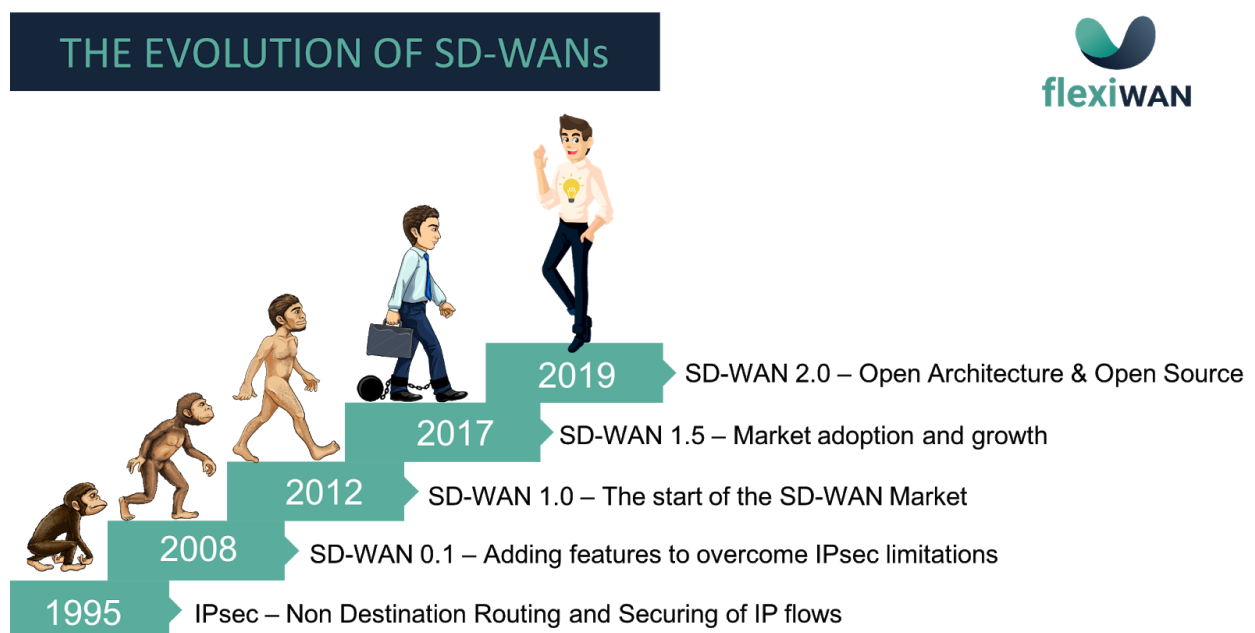 THE EVOLUTION OF SD-WANs
flexiWAN
2019
SD-WAN 2.0 – Open Architecture & Open Source
2017
SD-WAN 1.5 – Market adoption and growth
2012
SD-WAN 1.0 – The start of the SD-WAN Market
2008
SD-WAN 0.1 – Adding features to overcome IPsec limitations
1995
IPsec – Non Destination Routing and Securing of IP flows